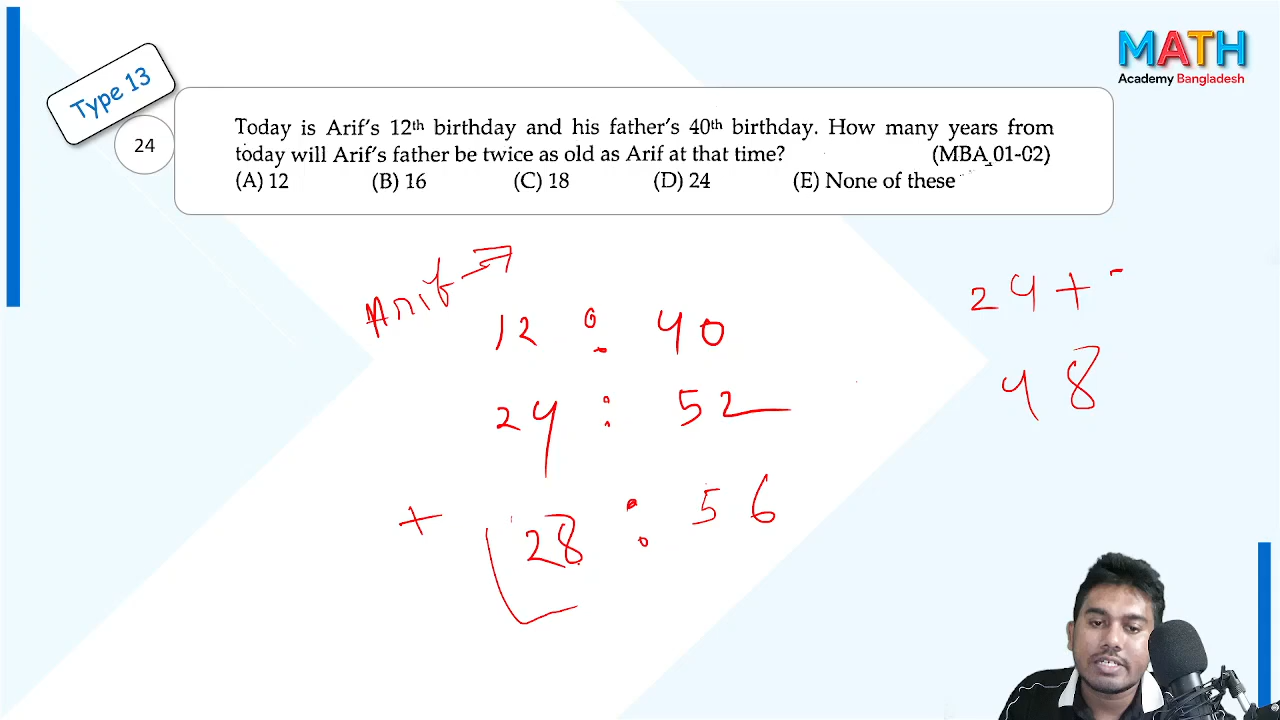 MATH
Academy Bangladesh
Type 13
24
Today is Arif's 12th birthday and his father's 40th birthday. How many years from
today will Arif's father be twice as old as Arif at that time? (MBA 01-02)
(A) 12 (B) 16 (C) 18 (D) 24 (E) None of these
Arif →
12 : 40
24 : 52
+ 28 : 56
24 +
48